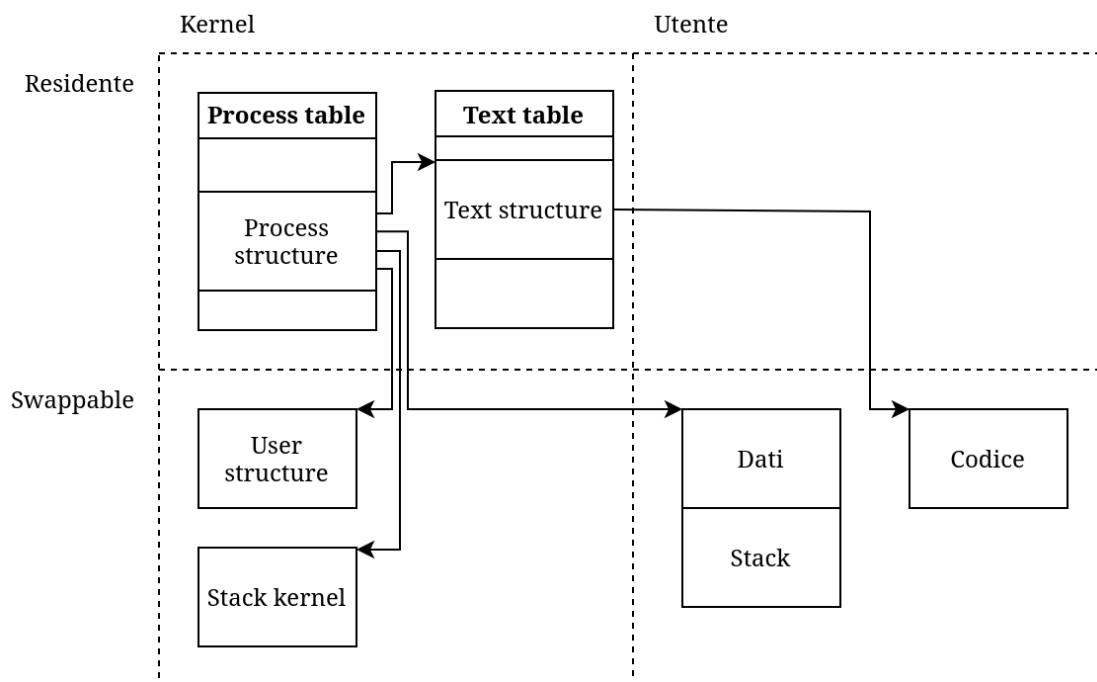 Kernel
Utente
Residente
Process table
Text table
Process
structure
Text structure
Swappable
User
structure
Dati
Codice
Stack
Stack kernel